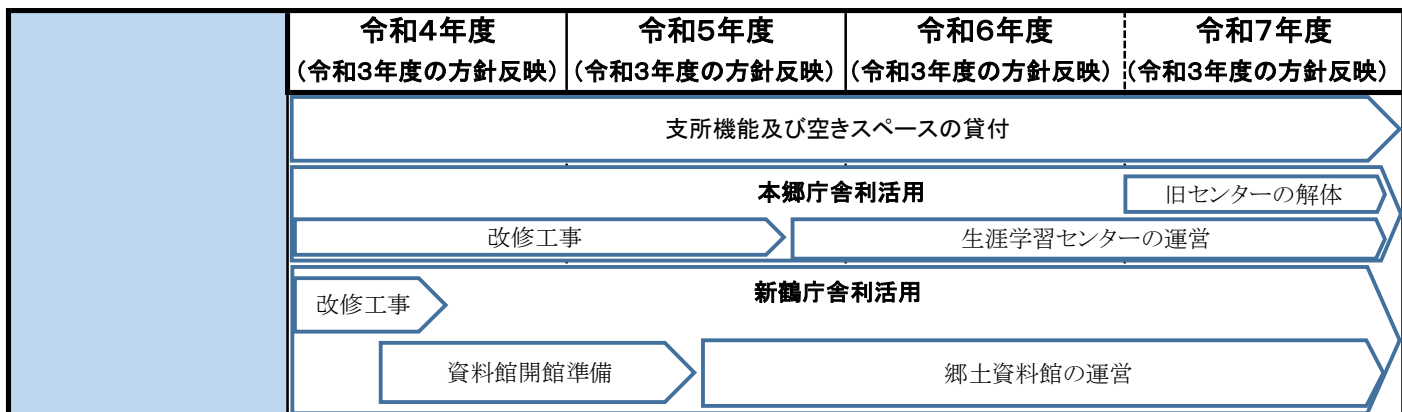 令和4年度
(令和3年度の方針反映)
令和5年度
(令和3年度の方針反映)
令和6年度
(令和3年度の方針反映)
令和7年度
(令和3年度の方針反映)
支所機能及び空きスペースの貸付
本郷庁舎利活用
旧センターの解体
改修工事
生涯学習センターの運営
新鶴庁舎利活用
改修工事
資料館開館準備
郷土資料館の運営